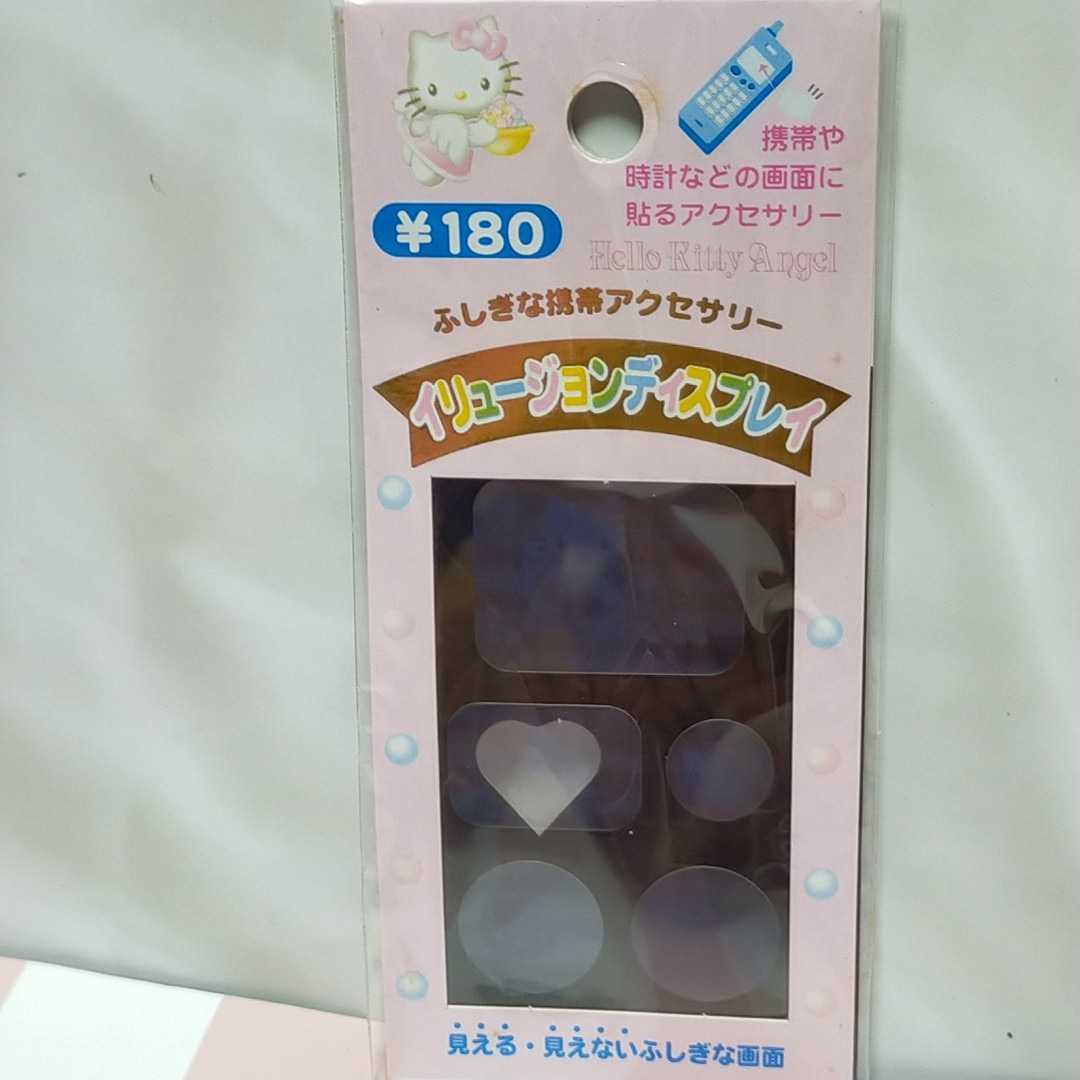 携帯や
時計などの画面に
貼るアクセサリー
¥180
Hello Kitty Angel
ふしぎな携帯アクセサリー
イリュージョンディスプレイ
見える・見えないふしぎな画面